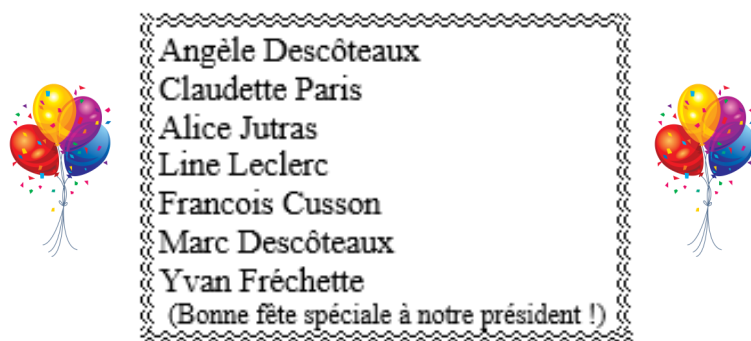 Angèle Descôteaux
Claudette Paris
Alice Jutras
Line Leclerc
Francois Cusson
Marc Descôteaux
Yvan Fréchette
(Bonne fête spéciale à notre président !)